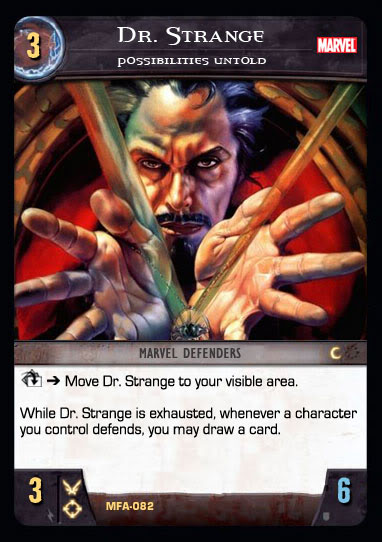 3
DR. STRANGE
MARVEL
POSSIBILITIES UNTOLD
MARVEL DEFENDERS
C
➔ Move Dr. Strange to your visible area.
While Dr. Strange is exhausted, whenever a character
you control defends, you may draw a card.
3
MFA-082
6